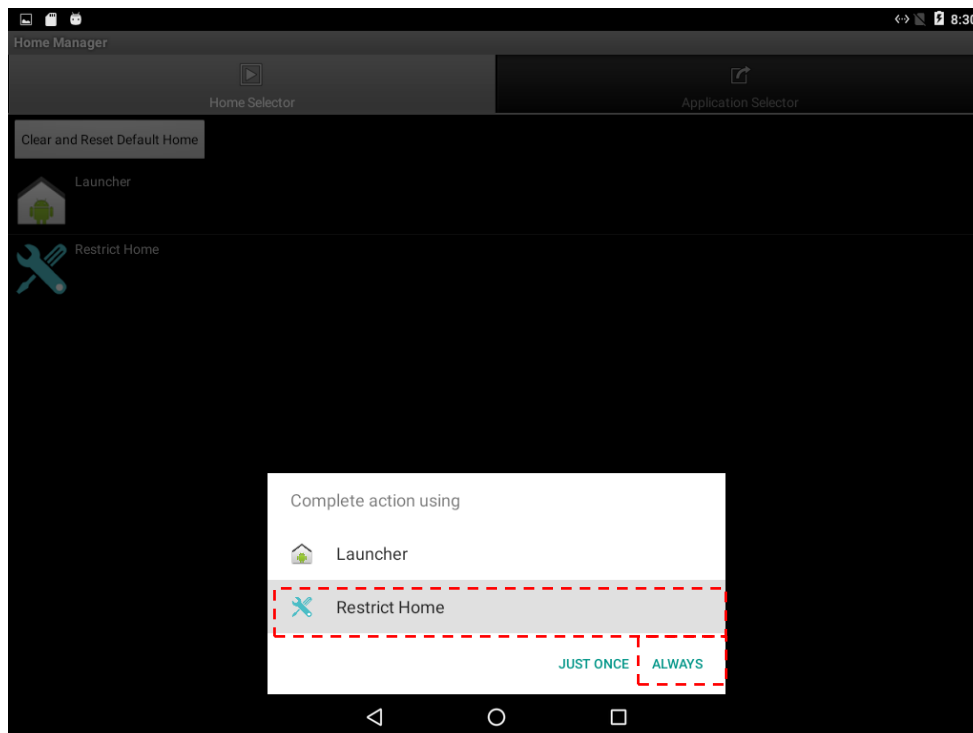 8:30
Home Manager
Home Selector
Application Selector
Clear and Reset Default Home
Launcher
Restrict Home
Complete action using
Launcher
Restrict Home
JUST ONCE ALWAYS